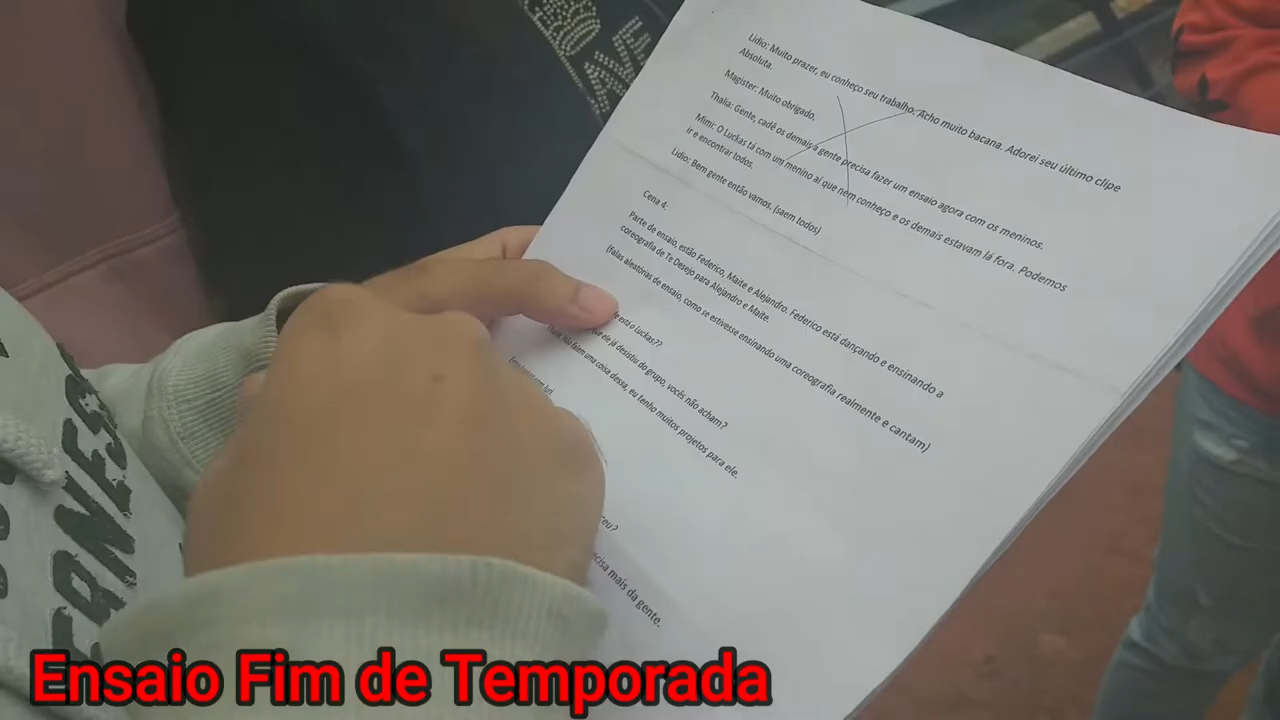 Lidio: Muito prazer, eu conheço seu trabalho. Acho muito bacana. Adorei seu último clipe
Absoluta.
Magister: Muito obrigado.
Thalia: Gente, cadê os demais a gente precisa fazer um ensaio agora com os meninos.
Mimi: O Luckas tá com um menino aí que nem conheço e os demais estavam lá fora. Podemos
ir e encontrar todos.
Lidio: Bem gente então vamos. (saem todos)
Cena 4:
Parte de ensaio, estão Federico, Maite e Alejandro. Federico está dançando e ensinando a
coreografia de Te Desejo para Alejandro e Maite.
(falas aleatórias de ensaio, como se estivesse ensinando uma coreografia realmente e cantam)
esta o Luckas??
que ele já desistiu do grupo, vocês não acham?
Não falem uma coisa dessa, eu tenho muitos projetos para ele.
mais da gente.
NE
Ensaio Fim de Temporada